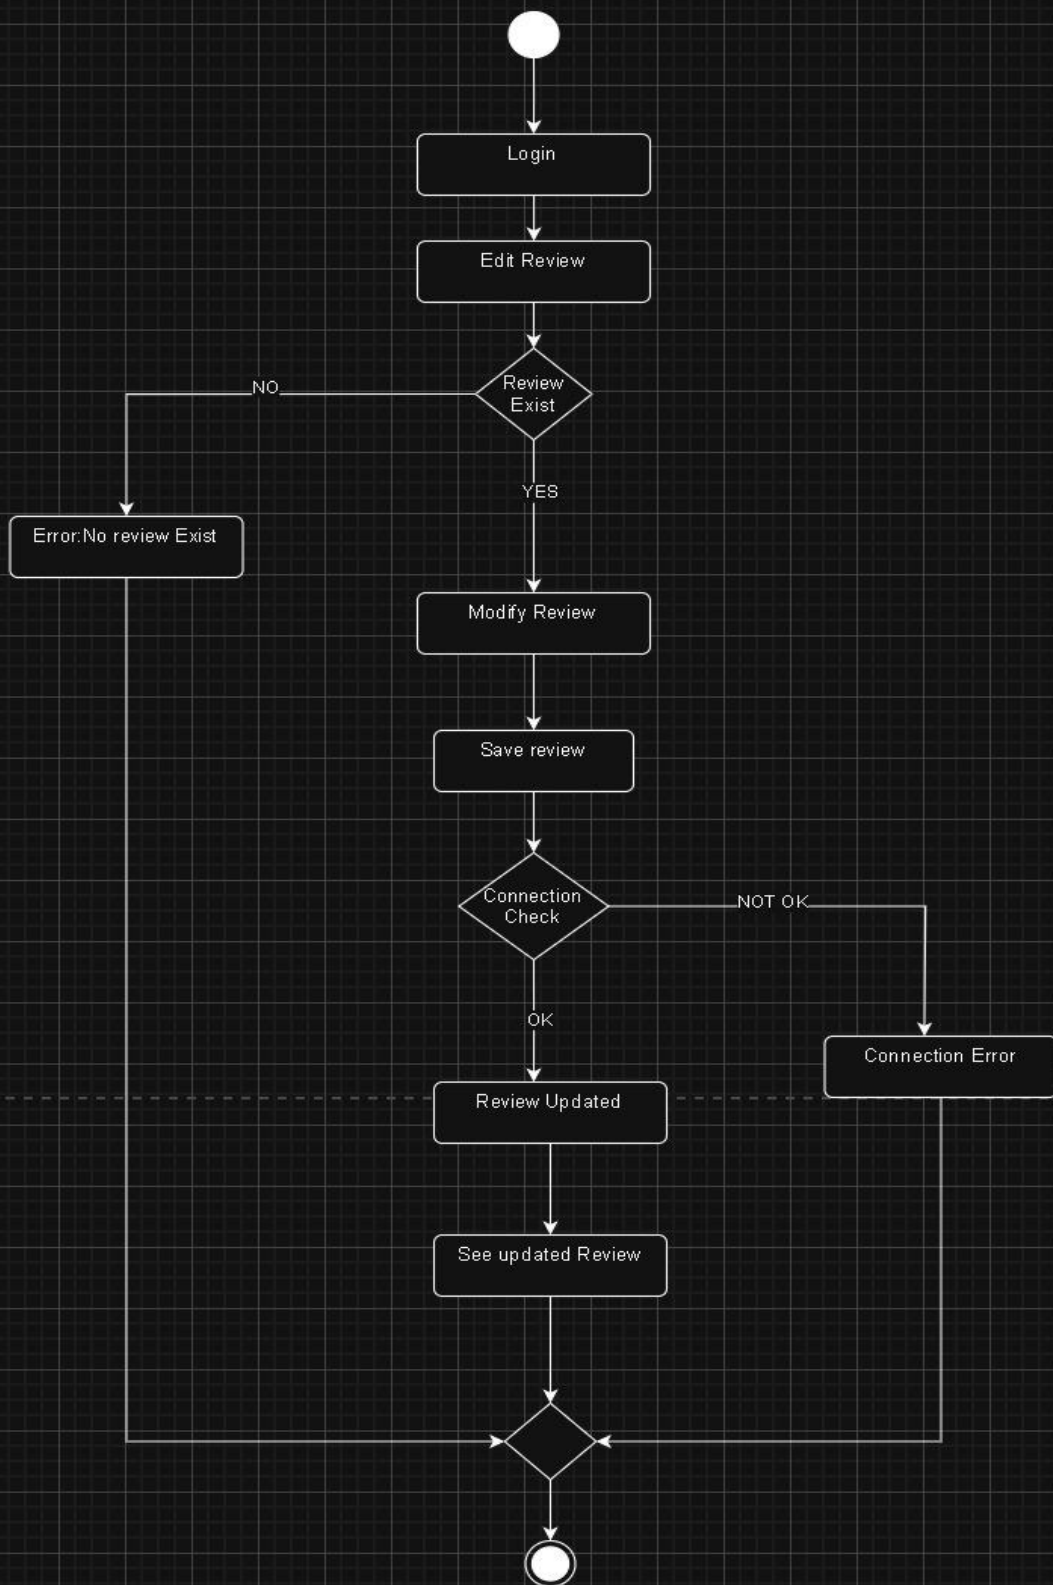 Login
Edit Review
Review
Exist
NO
YES
Error:No review Exist
Modify Review
Save review
Connection
Check
NOT OK
OK
Connection Error
Review Updated
See updated Review